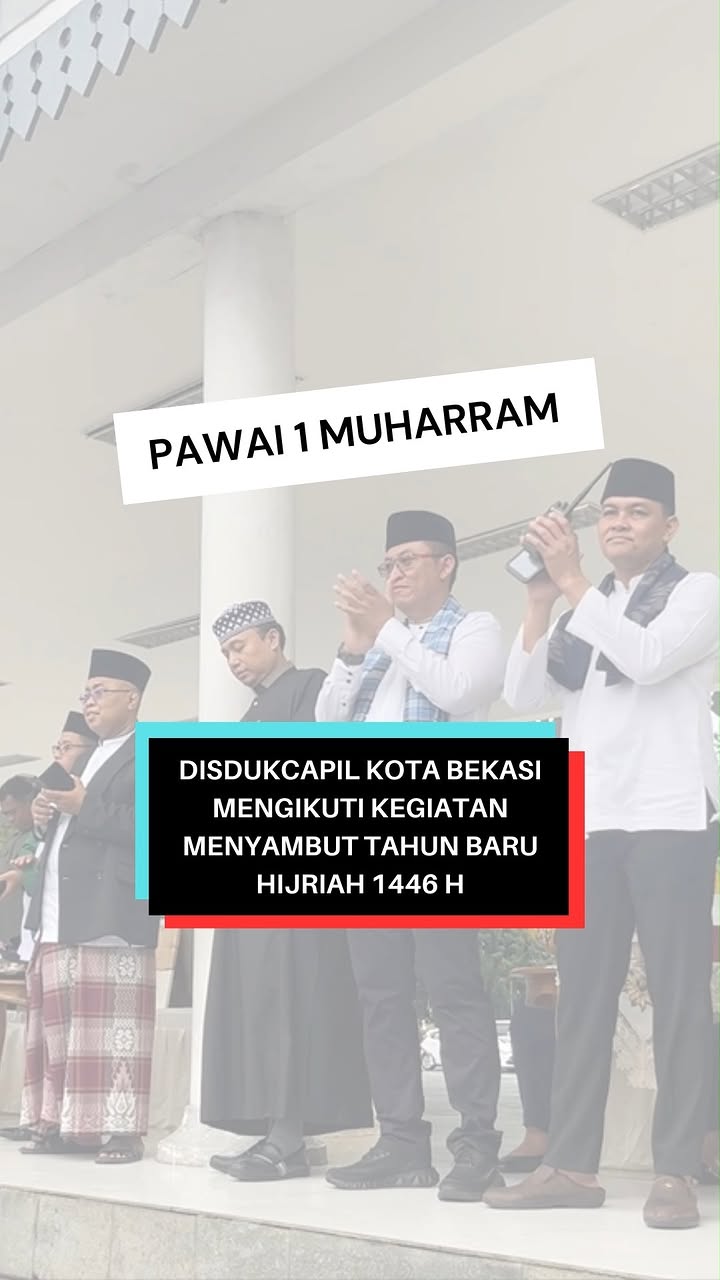 PAWAI 1 MUHARRAM
DISDUKCAPIL KOTA BEKASI
MENGIKUTI KEGIATAN
MENYAMBUT TAHUN BARU
HIJRIAH 1446 H